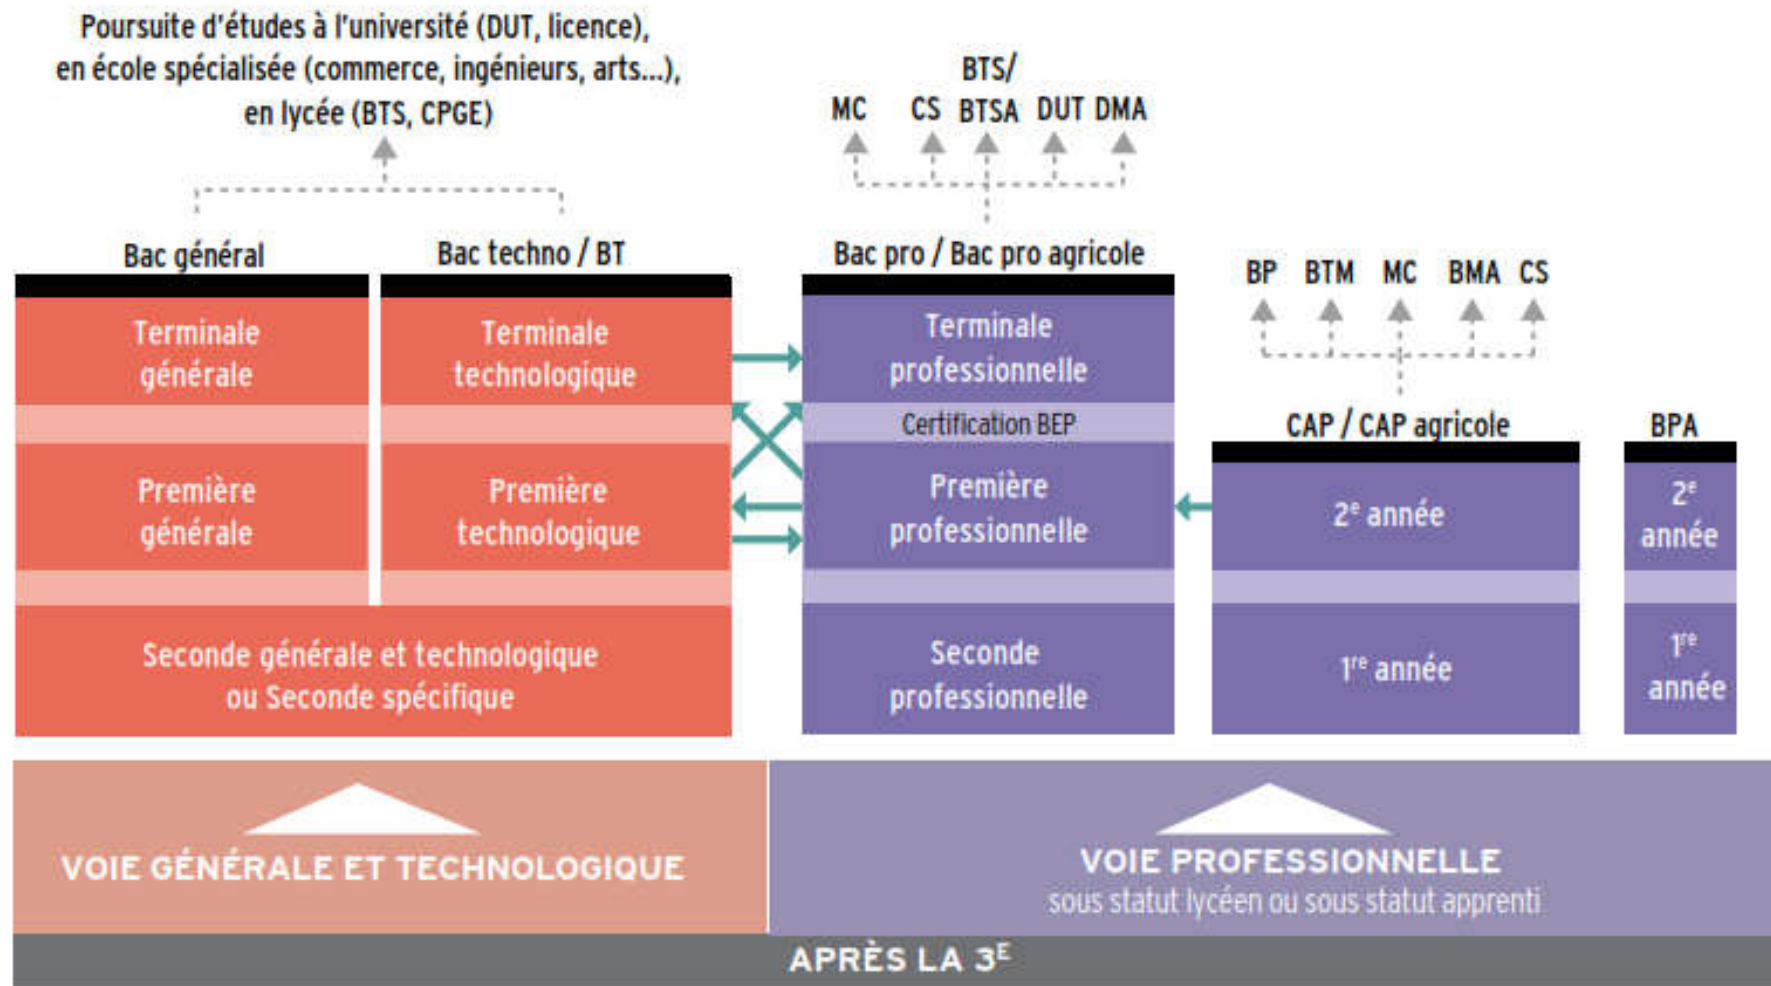 Poursuite d'études à l'université (DUT, licence),
en école spécialisée (commerce, ingénieurs, arts...),
en lycée (BTS, CPGE)
BTS/
MC CS BTSA DUT DMA
Bac général
Bac techno / BT
Bac pro / Bac pro agricole
BP BTM MC BMA CS
Terminale
générale
Terminale
technologique
Terminale
professionnelle
Certification BEP
CAP / CAP agricole
BPA
Première
générale
Première
technologique
Première
professionnelle
2e année
2e
année
Seconde générale et technologique
ou Seconde spécifique
Seconde
professionnelle
1re année
1re
année
VOIE GÉNÉRALE ET TECHNOLOGIQUE
VOIE PROFESSIONNELLE
sous statut lycéen ou sous statut apprenti
APRÈS LA 3E